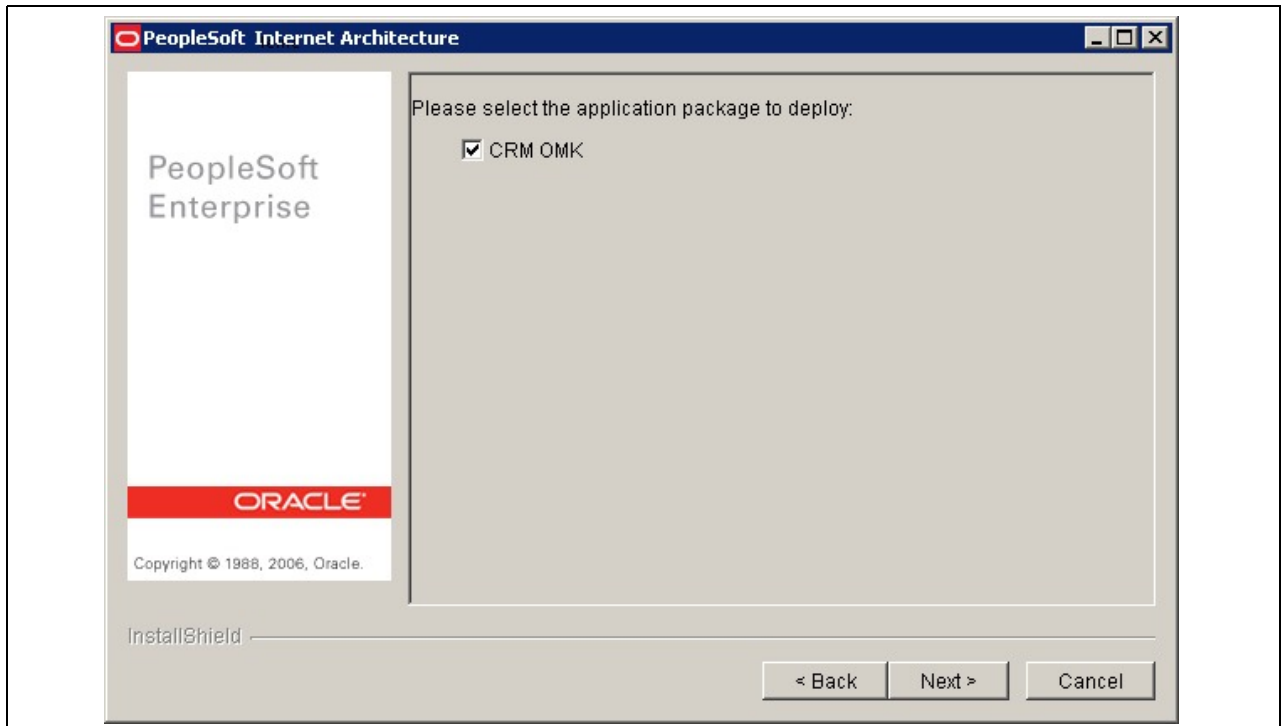 PeopleSoft Internet Architecture
Please select the application package to deploy:
CRM OMK
PeopleSoft
Enterprise
ORACLE®
Copyright © 1988, 2006, Oracle.
InstallShield
< Back
Next >
Cancel